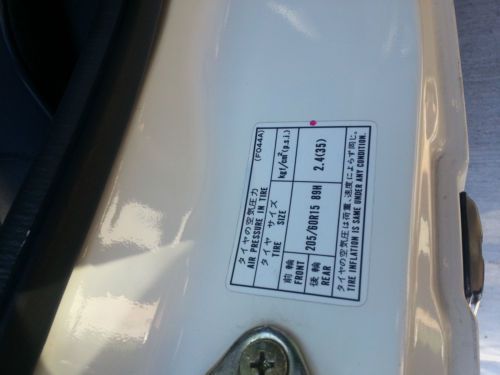 タイヤの空気圧力 (F044A)
AIR PRESSURE IN TIRE
タイヤ サイズ kgf/cm²(p.s.i.)
TIRE SIZE
前輪 205/60R15 89H 2.4(35)
FRONT
後輪
REAR
タイヤの空気圧は荷重、速度によらず同じ。
TIRE INFLATION IS SAME UNDER ANY CONDITION.